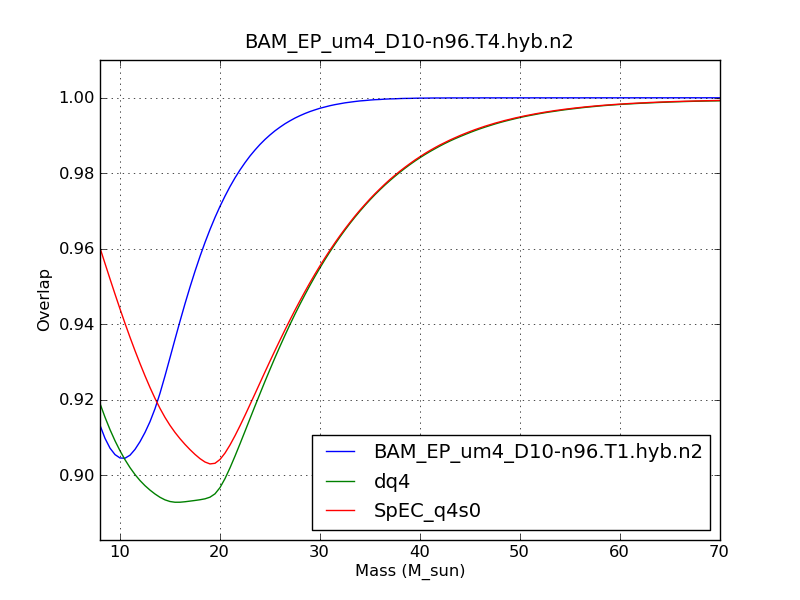 BAM_EP_um4_D10-n96.T4.hyb.n2
1.00
0.98
0.96
0.94
0.92
0.90
Overlap
BAM_EP_um4_D10-n96.T1.hyb.n2
dq4
SpEC_q4s0
10 20 30 40 50 60 70
Mass (M_sun)